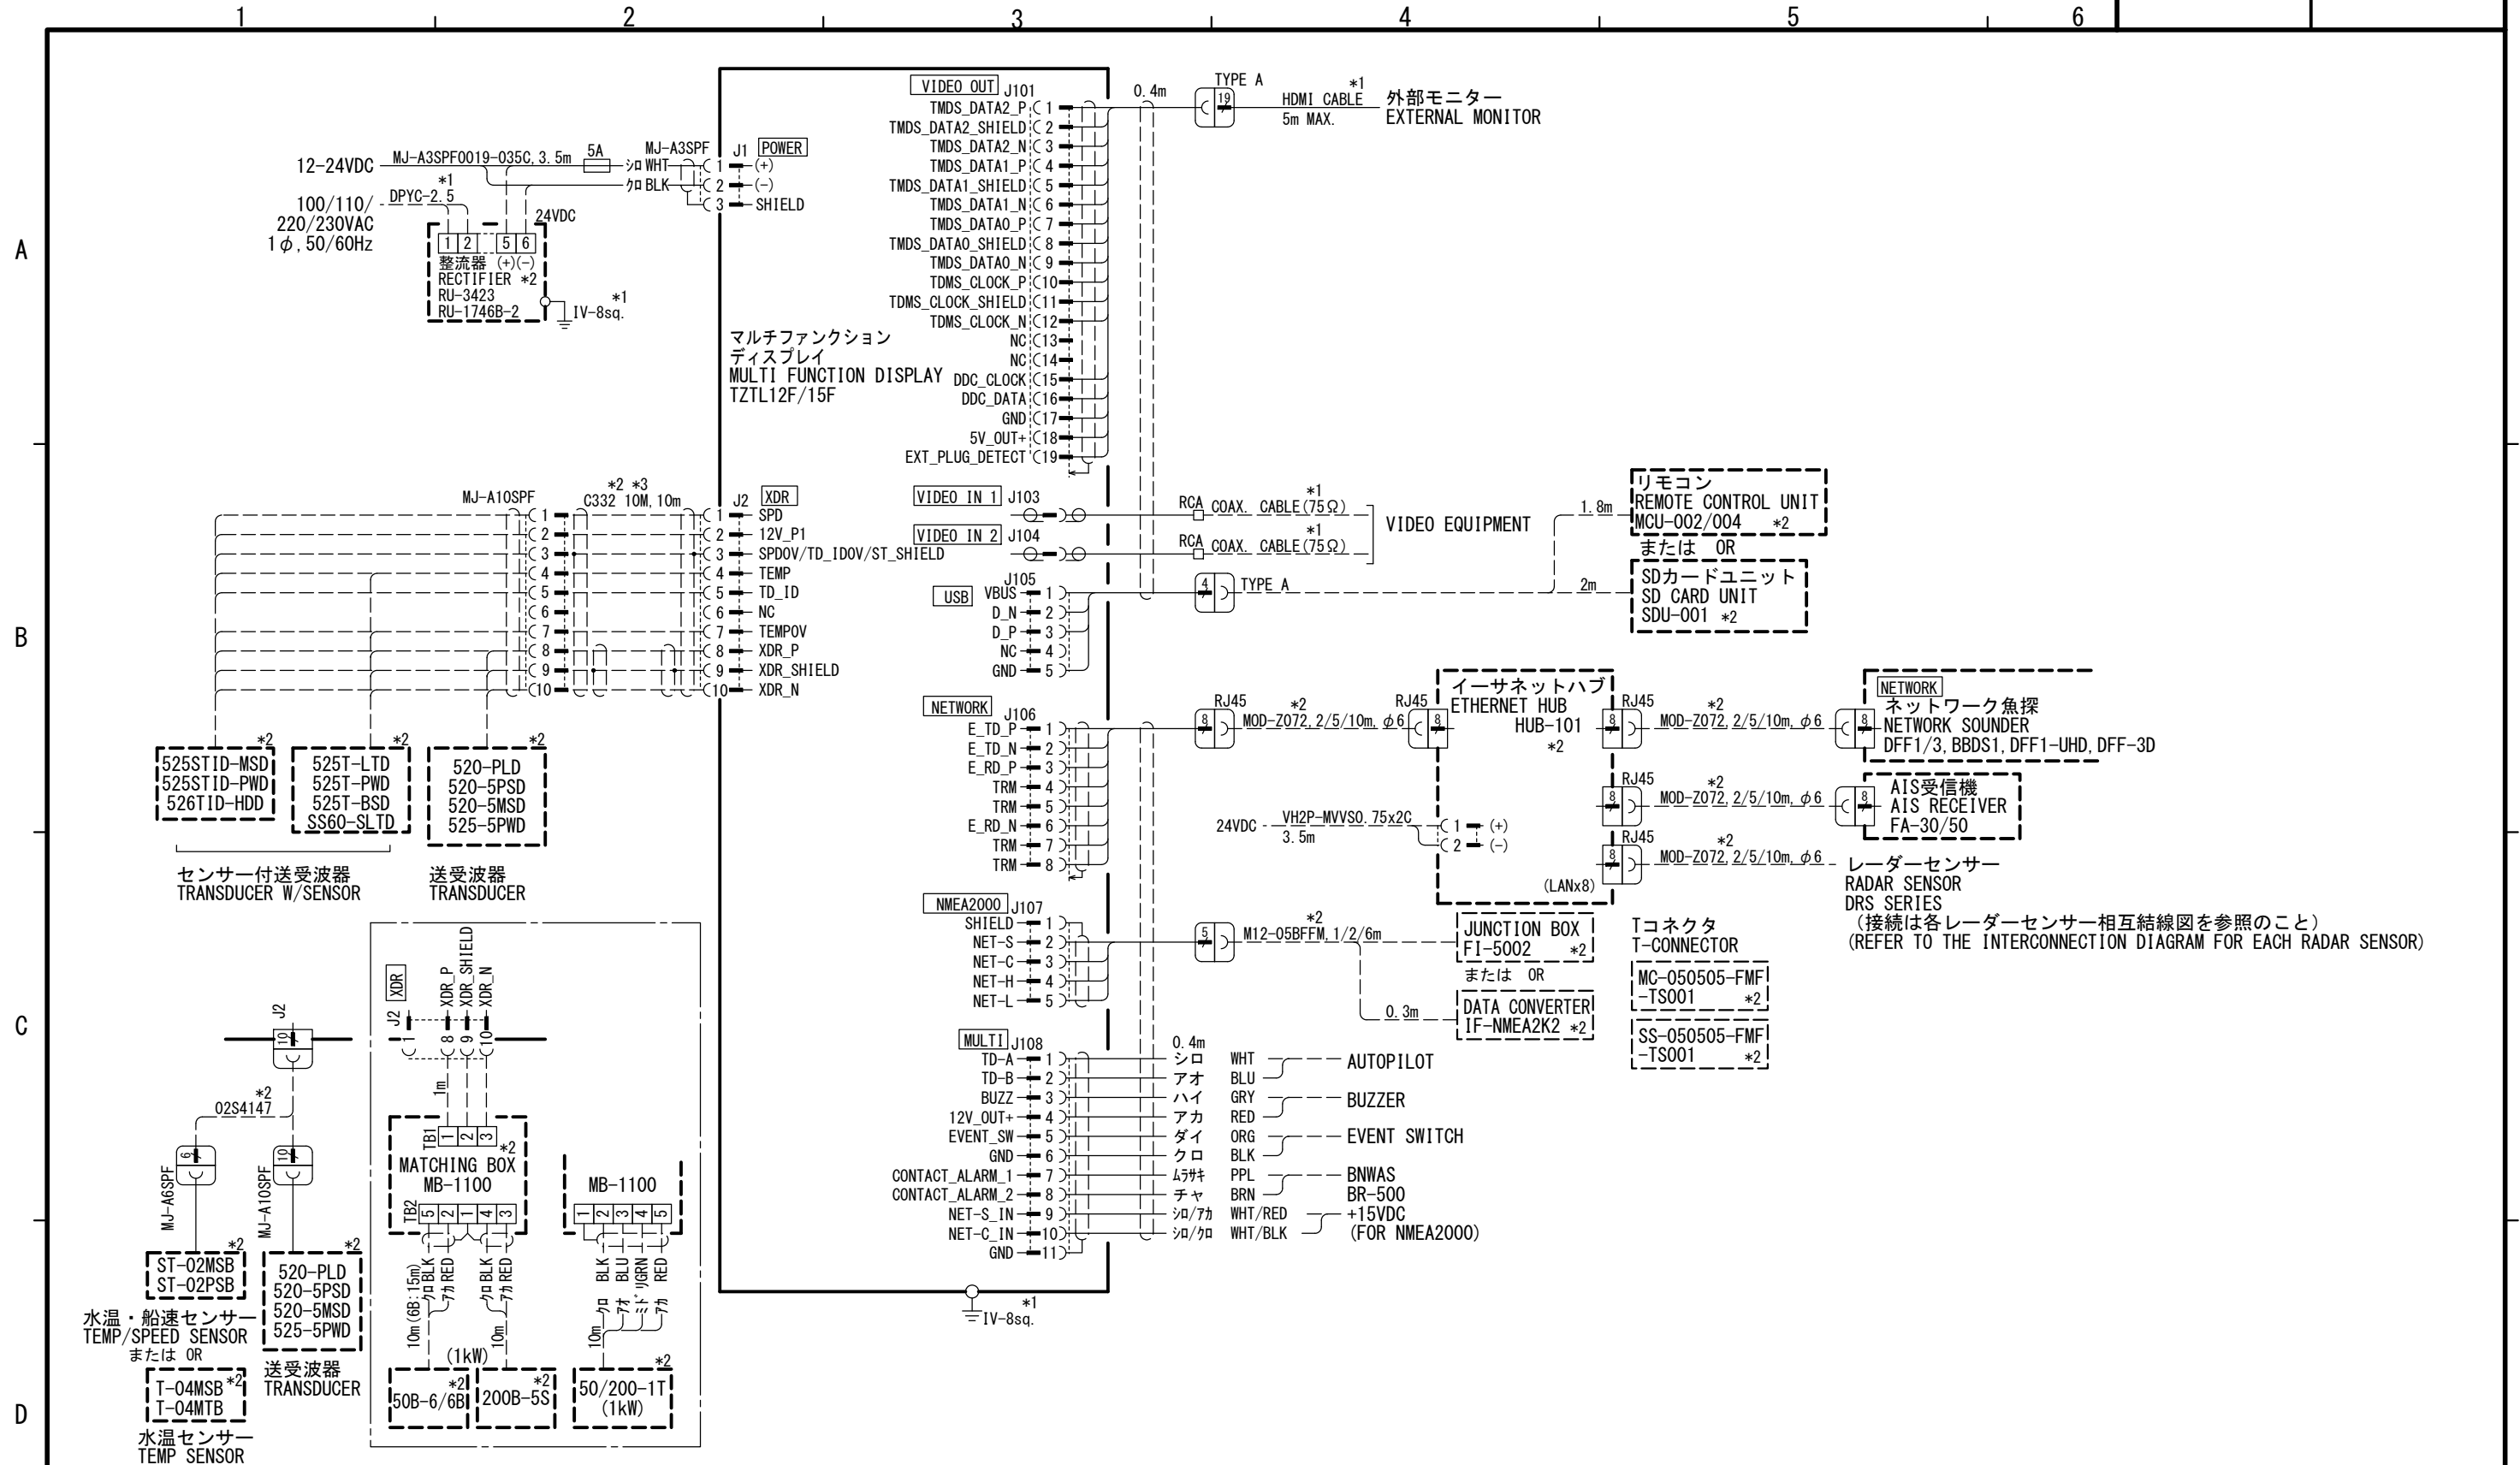 1 2 3 4 5 6
A
B
C
D
12-24VDC
MJ-A3SPF0019-035C, 3.5m
5A
シロ WHT
クロ BLK
MJ-A3SPF
J1
POWER
1 (+)
2 (-)
3 SHIELD
100/110/
220/230VAC
1φ, 50/60Hz
*1
DPYC-2.5
24VDC
1 2 5 6
整流器 (+)(-)
RECTIFIER *2
RU-3423
RU-1746B-2
*1
IV-8sq.
マルチファンクション
ディスプレイ
MULTI FUNCTION DISPLAY
TZTL12F/15F
VIDEO OUT J101
TMDS_DATA2_P 1
TMDS_DATA2_SHIELD 2
TMDS_DATA2_N 3
TMDS_DATA1_P 4
TMDS_DATA1_SHIELD 5
TMDS_DATA1_N 6
TMDS_DATA0_P 7
TMDS_DATA0_SHIELD 8
TMDS_DATA0_N 9
TDMS_CLOCK_P 10
TDMS_CLOCK_SHIELD 11
TDMS_CLOCK_N 12
NC 13
NC 14
DDC_CLOCK 15
DDC_DATA 16
GND 17
5V_OUT+ 18
EXT_PLUG_DETECT 19
0.4m
TYPE A
19
*1
HDMI CABLE
5m MAX.
外部モニター
EXTERNAL MONITOR
MJ-A10SPF
*2 *3
C332 10M, 10m
J2
XDR
1 1 SPD
2 2 12V_P1
3 3 SPD0V/TD_ID0V/ST_SHIELD
4 4 TEMP
5 5 TD_ID
6 6 NC
7 7 TEMP0V
8 8 XDR_P
9 9 XDR_SHIELD
10 10 XDR_N
VIDEO IN 1 J103
RCA
*1
COAX. CABLE(75Ω)
VIDEO IN 2 J104
RCA
*1
COAX. CABLE(75Ω)
VIDEO EQUIPMENT
USB
J105
VBUS 1
D_N 2
D_P 3
NC 4
GND 5
4
TYPE A
1.8m
リモコン
REMOTE CONTROL UNIT
MCU-002/004 *2
または OR
2m
SDカードユニット
SD CARD UNIT
SDU-001 *2
NETWORK
J106
E_TD_P 1
E_TD_N 2
E_RD_P 3
TRM 4
TRM 5
E_RD_N 6
TRM 7
TRM 8
RJ45
8
*2
MOD-Z072, 2/5/10m, φ6
RJ45
8
イーサネットハブ
ETHERNET HUB
HUB-101
*2
24VDC
VH2P-MVVS0.75x2C
3.5m
1 (+)
2 (-)
(LANx8)
RJ45
8
*2
MOD-Z072, 2/5/10m, φ6
8
NETWORK
ネットワーク魚探
NETWORK SOUNDER
DFF1/3, BBDS1, DFF1-UHD, DFF-3D
RJ45
8
*2
MOD-Z072, 2/5/10m, φ6
8
AIS受信機
AIS RECEIVER
FA-30/50
RJ45
8
*2
MOD-Z072, 2/5/10m, φ6
レーダーセンサー
RADAR SENSOR
DRS SERIES
(接続は各レーダーセンサー相互結線図を参照のこと)
(REFER TO THE INTERCONNECTION DIAGRAM FOR EACH RADAR SENSOR)
*2
525STID-MSD
525STID-PWD
526TID-HDD
*2
525T-LTD
525T-PWD
525T-BSD
SS60-SLTD
*2
520-PLD
520-5PSD
520-5MSD
525-5PWD
センサー付送受波器
TRANSDUCER W/SENSOR
送受波器
TRANSDUCER
NMEA2000 J107
SHIELD 1
NET-S 2
NET-C 3
NET-H 4
NET-L 5
5
*2
M12-05BFFM, 1/2/6m
JUNCTION BOX
FI-5002 *2
または OR
0.3m
DATA CONVERTER
IF-NMEA2K2 *2
Tコネクタ
T-CONNECTOR
MC-050505-FMF
-TS001 *2
SS-050505-FMF
-TS001 *2
MULTI J108
0.4m
TD-A 1 シロ WHT
TD-B 2 アオ BLU
AUTOPILOT
BUZZ 3 ハイ GRY
12V_OUT+ 4 アカ RED
BUZZER
EVENT_SW 5 ダイ ORG
GND 6 クロ BLK
EVENT SWITCH
CONTACT_ALARM_1 7 ムラサキ PPL
CONTACT_ALARM_2 8 チャ BRN
BNWAS
BR-500
NET-S_IN 9 シロ/アカ WHT/RED
NET-C_IN 10 シロ/クロ WHT/BLK
+15VDC
(FOR NMEA2000)
GND 11
*1
IV-8sq.
J2
10
*2
02S4147
6
MJ-A6SPF
10
MJ-A10SPF
*2
ST-02MSB
ST-02PSB
水温・船速センサー
TEMP/SPEED SENSOR
または OR
T-04MSB *2
T-04MTB
水温センサー
TEMP SENSOR
*2
520-PLD
520-5PSD
520-5MSD
525-5PWD
送受波器
TRANSDUCER
XDR
J2
XDR_P
XDR_SHIELD
XDR_N
1 8 9 10
1m
TB1 1 2 3
*2
MATCHING BOX
MB-1100
TB2 5 2 1 4 3
クロ BLK
アカ RED
クロ BLK
アカ RED
10m(6B:15m)
10m
(1kW)
*2
50B-6/6B
*2
200B-5S
MB-1100
1 2 3 4 5
クロ BLK
アオ BLU
ミドリ GRN
アカ RED
10m
*2
50/200-1T
(1kW)